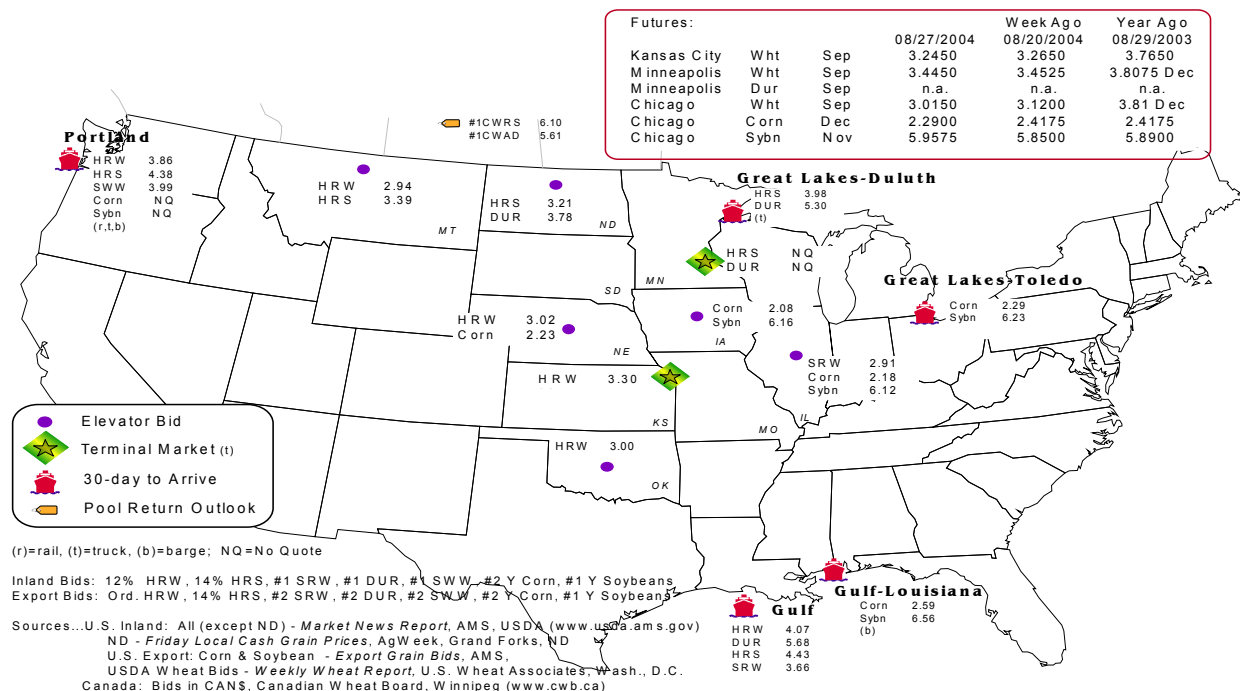 Futures: Week Ago Year Ago
08/27/2004 08/20/2004 08/29/2003
Kansas City Wht Sep 3.2450 3.2650 3.7650
Minneapolis Wht Sep 3.4450 3.4525 3.8075 Dec
Minneapolis Dur Sep n.a. n.a. n.a.
Chicago Wht Sep 3.0150 3.1200 3.81 Dec
Chicago Corn Dec 2.2900 2.4175 2.4175
Chicago Sybn Nov 5.9575 5.8500 5.8900
#1CWRS 6.10
#1CWAD 5.61
Portland
HRW 3.86
HRS 4.38
SWW 3.99
Corn NQ
Sybn NQ
(r,t,b)
HRW 2.94
HRS 3.39
MT
HRS 3.21
DUR 3.78
ND
Great Lakes-Duluth
HRS 3.98
DUR 5.30
(t)
HRS NQ
DUR NQ
MN
SD
Great Lakes-Toledo
Corn 2.29
Sybn 6.23
HRW 3.02
Corn 2.23
NE
Corn 2.08
Sybn 6.16
IA
SRW 2.91
Corn 2.18
Sybn 6.12
IL
HRW 3.30
KS
MO
HRW 3.00
OK
Elevator Bid
Terminal Market (t)
30-day to Arrive
Pool Return Outlook
(r)=rail, (t)=truck, (b)=barge; NQ=No Quote
Inland Bids: 12% HRW, 14% HRS, #1 SRW, #1 DUR, #1 SWW, #2 Y Corn, #1 Y Soybeans
Export Bids: Ord. HRW, 14% HRS, #2 SRW, #2 DUR, #2 SWW, #2 Y Corn, #1 Y Soybeans
Sources...U.S. Inland: All (except ND) - Market News Report, AMS, USDA (www.usda.ams.gov)
ND - Friday Local Cash Grain Prices, AgWeek, Grand Forks, ND
U.S. Export: Corn & Soybean - Export Grain Bids, AMS,
USDA Wheat Bids - Weekly Wheat Report, U.S. Wheat Associates, Wash., D.C.
Canada: Bids in CAN$, Canadian Wheat Board, Winnipeg (www.cwb.ca)
Gulf
HRW 4.07
DUR 5.68
HRS 4.43
SRW 3.66
Gulf-Louisiana
Corn 2.59
Sybn 6.56
(b)